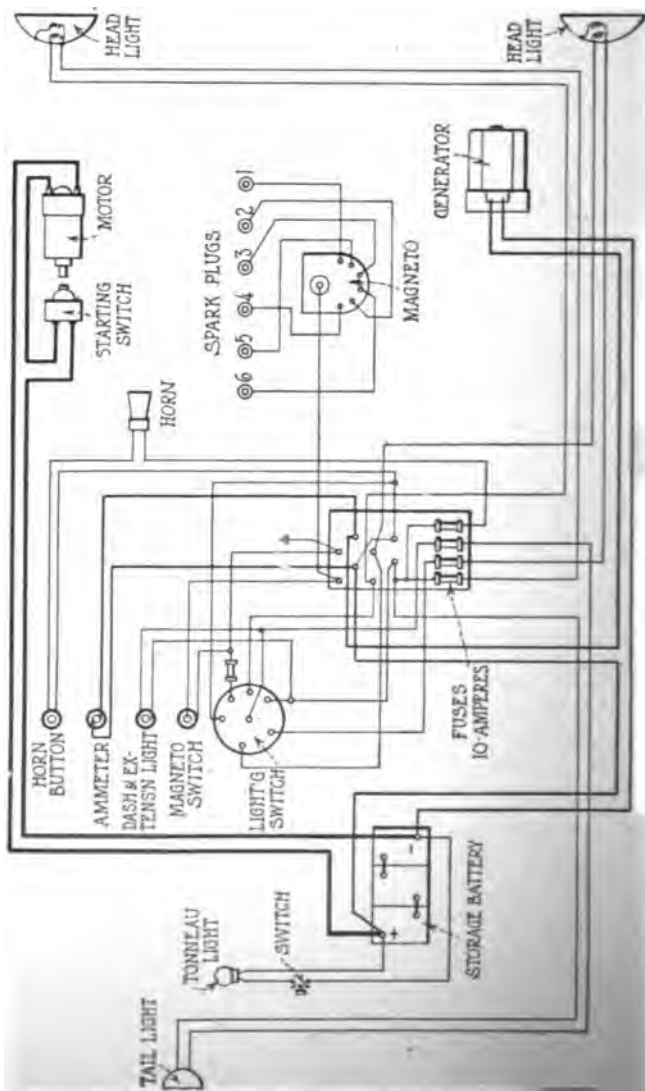 HEAD
LIGHT
HEAD
LIGHT
MOTOR
STARTING
SWITCH
HORN
SPARK PLUGS
1
2
3
4
5
6
MAGNETO
GENERATOR
HORN
BUTTON
AMMETER
DASH & EX-
TENS'N LIGHT
MAGNETO
SWITCH
LIGHT'G
SWITCH
FUSES
10-AMPERES
TONNEAU
LIGHT
SWITCH
+
-
STORAGE BATTERY
TAIL LIGHT